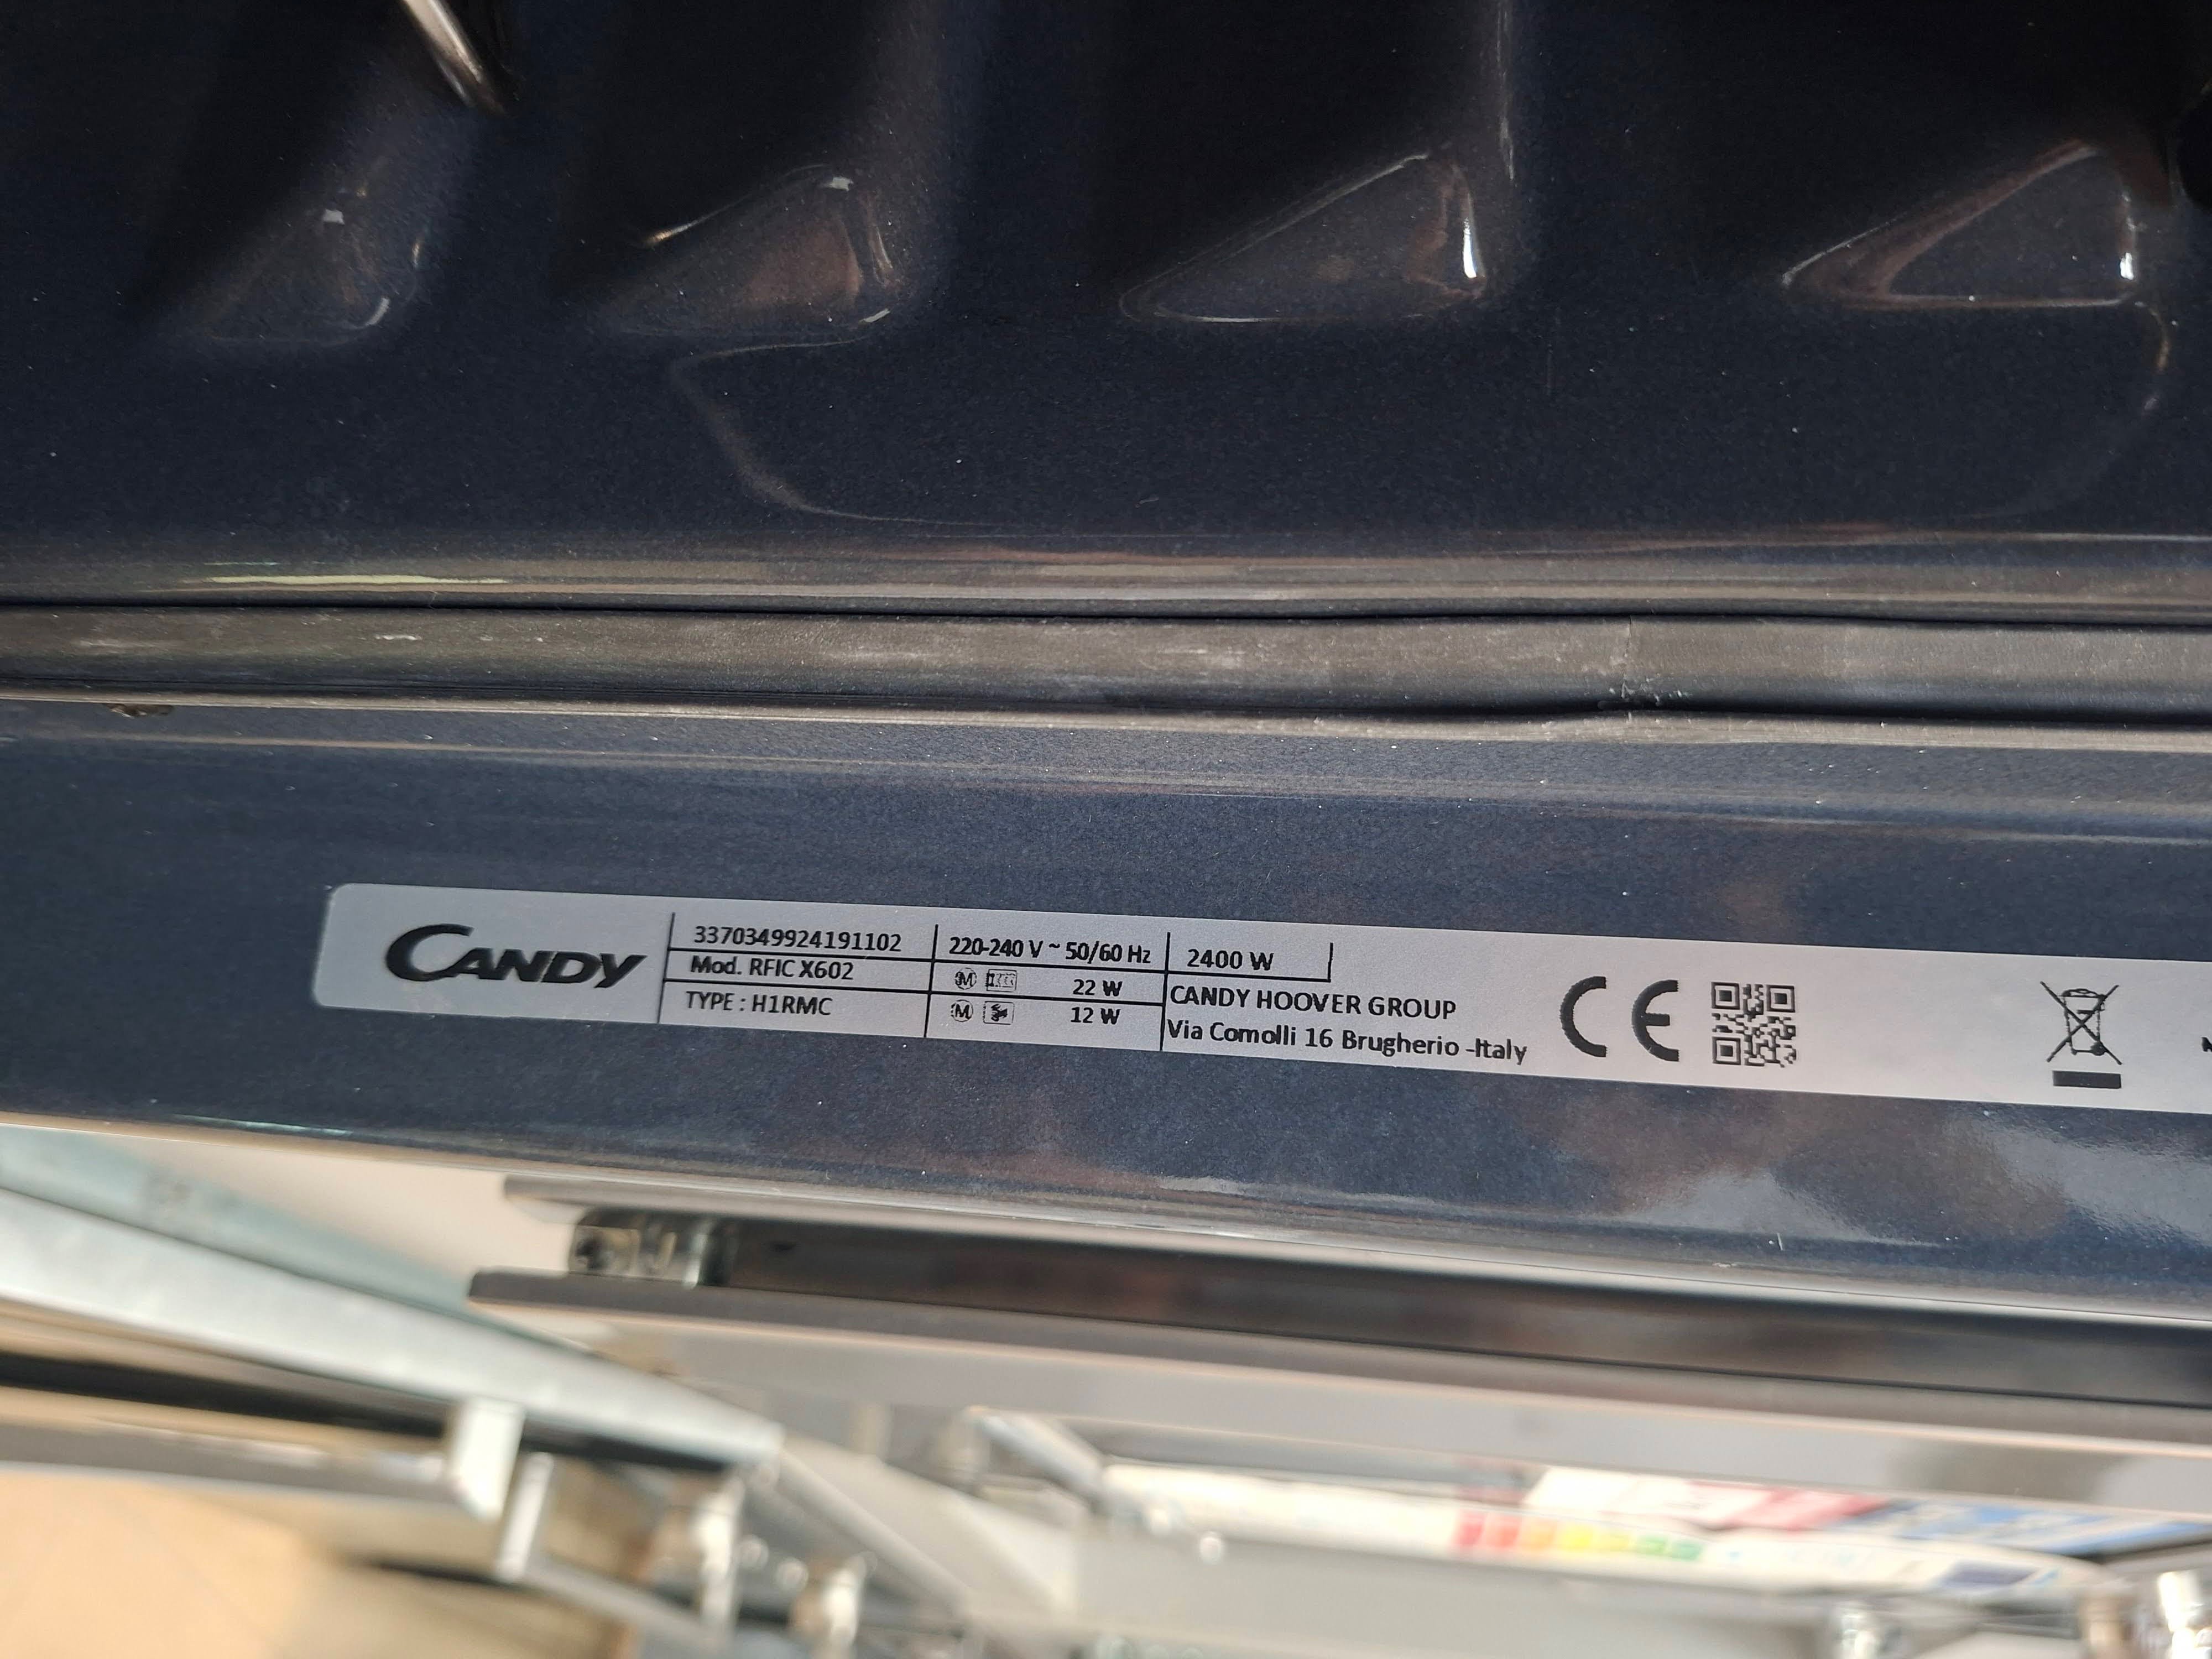 CANDY
3370349924191102
Mod. RFIC X602
TYPE : H1RMC
220-240 V ~ 50/60 Hz
2400 W
M 22 W
M 12 W
CANDY HOOVER GROUP
Via Comolli 16 Brugherio -Italy
CE